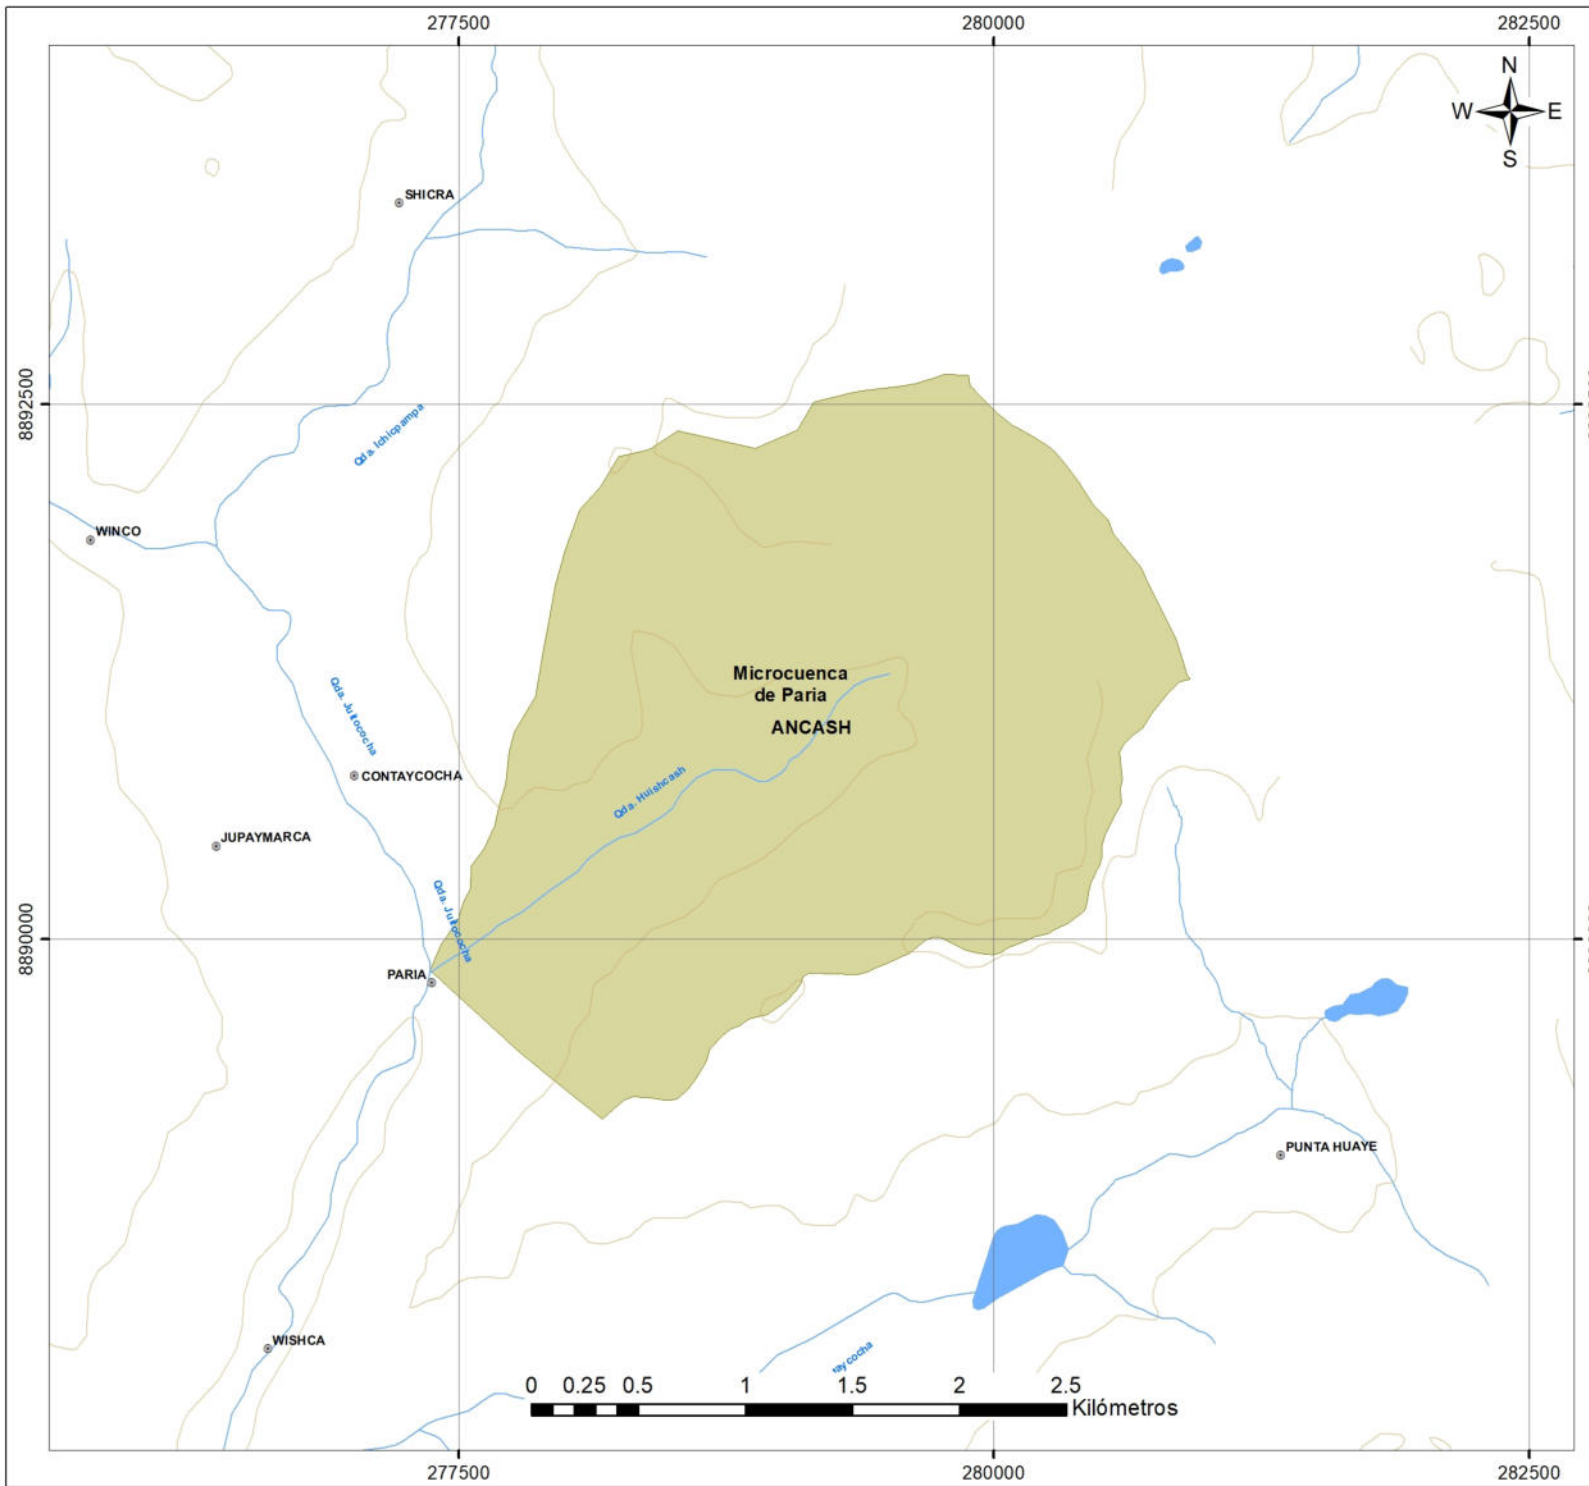 277500 280000 282500
N
W E
S
SHICRA
8892500
Qda. Ichicpampa
WINCO
Microcuenca
de Paria
ANCASH
Qda. Jultococha
Qda. Huishcash
CONTAYCOCHA
JUPAYMARCA
Qda. Jultococha
8890000
PARIA
PUNTA HUAYE
WISHCA
0 0.25 0.5 1 1.5 2 2.5
Kilómetros
277500 280000 282500